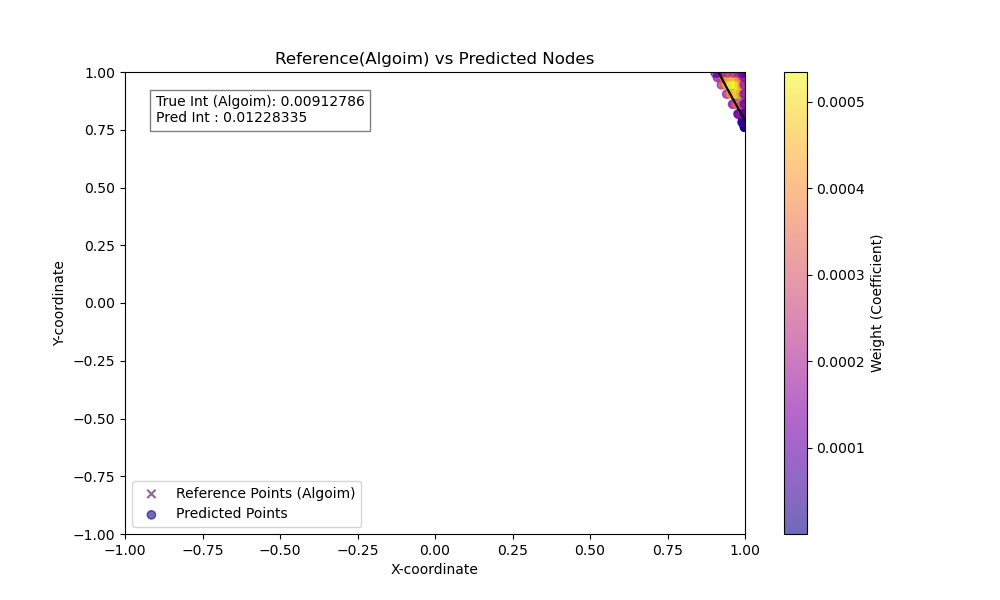 Reference(Algoim) vs Predicted Nodes
True Int (Algoim): 0.00912786
Pred Int : 0.01228335
1.00
0.75
0.50
0.25
0.00
−0.25
−0.50
−0.75
−1.00
Y-coordinate
Reference Points (Algoim)
Predicted Points
−1.00
−0.75
−0.50
−0.25
0.00
0.25
0.50
0.75
1.00
X-coordinate
0.0005
0.0004
0.0003
0.0002
0.0001
Weight (Coefficient)